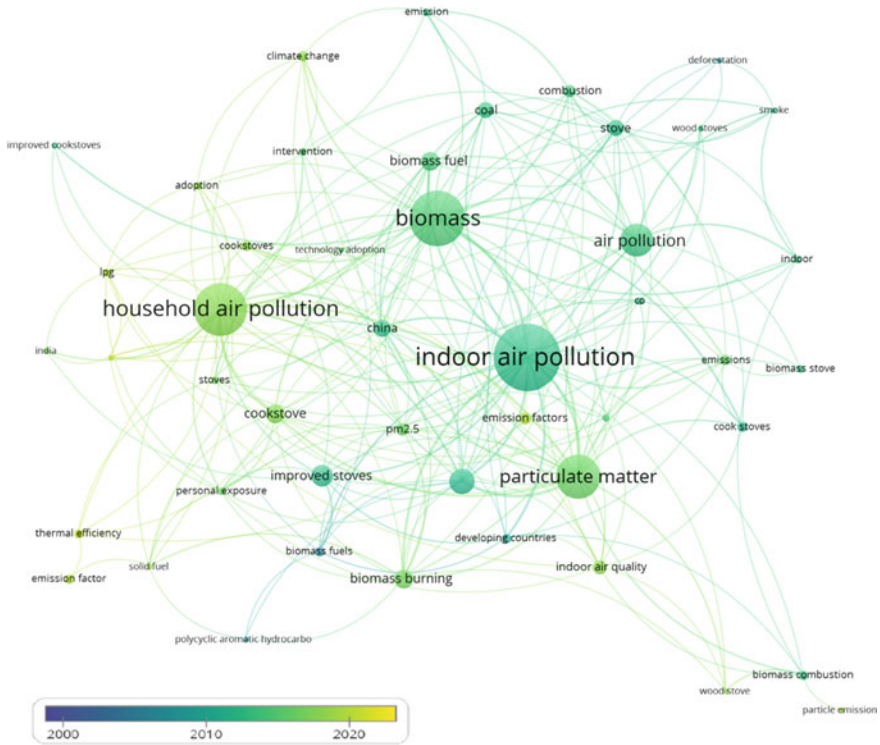 emission
climate change
deforestation
combustion
coal
smoke
stove
wood stoves
improved cookstoves
intervention
biomass fuel
adoption
biomass
air pollution
cookstoves
technology adoption
indoor
lpg
household air pollution
co
china
india
indoor air pollution
emissions
biomass stove
stoves
cookstove
emission factors
pm2.5
cook stoves
improved stoves
particulate matter
personal exposure
thermal efficiency
developing countries
biomass fuels
solid fuel
indoor air quality
emission factor
biomass burning
polycyclic aromatic hydrocarbo
biomass combustion
wood stove
particle emission
2000
2010
2020